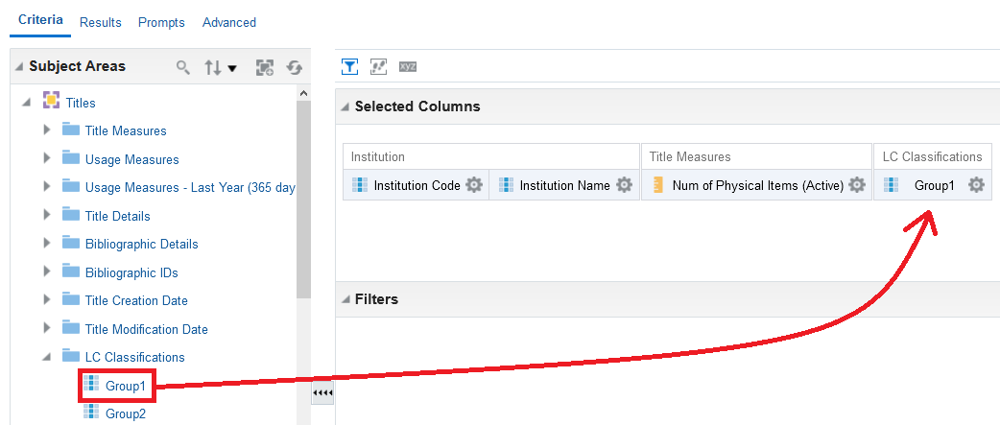 Criteria Results Prompts Advanced
Subject Areas
Titles
Title Measures
Usage Measures
Usage Measures - Last Year (365 day
Title Details
Bibliographic Details
Bibliographic IDs
Title Creation Date
Title Modification Date
LC Classifications
Group1
Group2
xyz
Selected Columns
Institution Title Measures LC Classifications
Institution Code Institution Name Num of Physical Items (Active) Group1
Filters